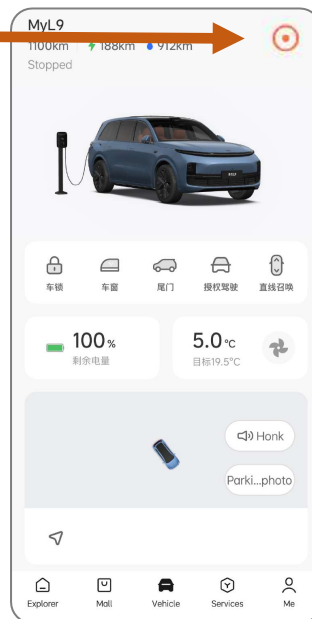 MyL9
1100km 188km 912km
Stopped
车锁 车窗 尾门 授权驾驶 直线召唤
100% 5.0℃
剩余电量 目标19.5°C
Honk
Parki...photo
Explorer Mall Vehicle Services Me